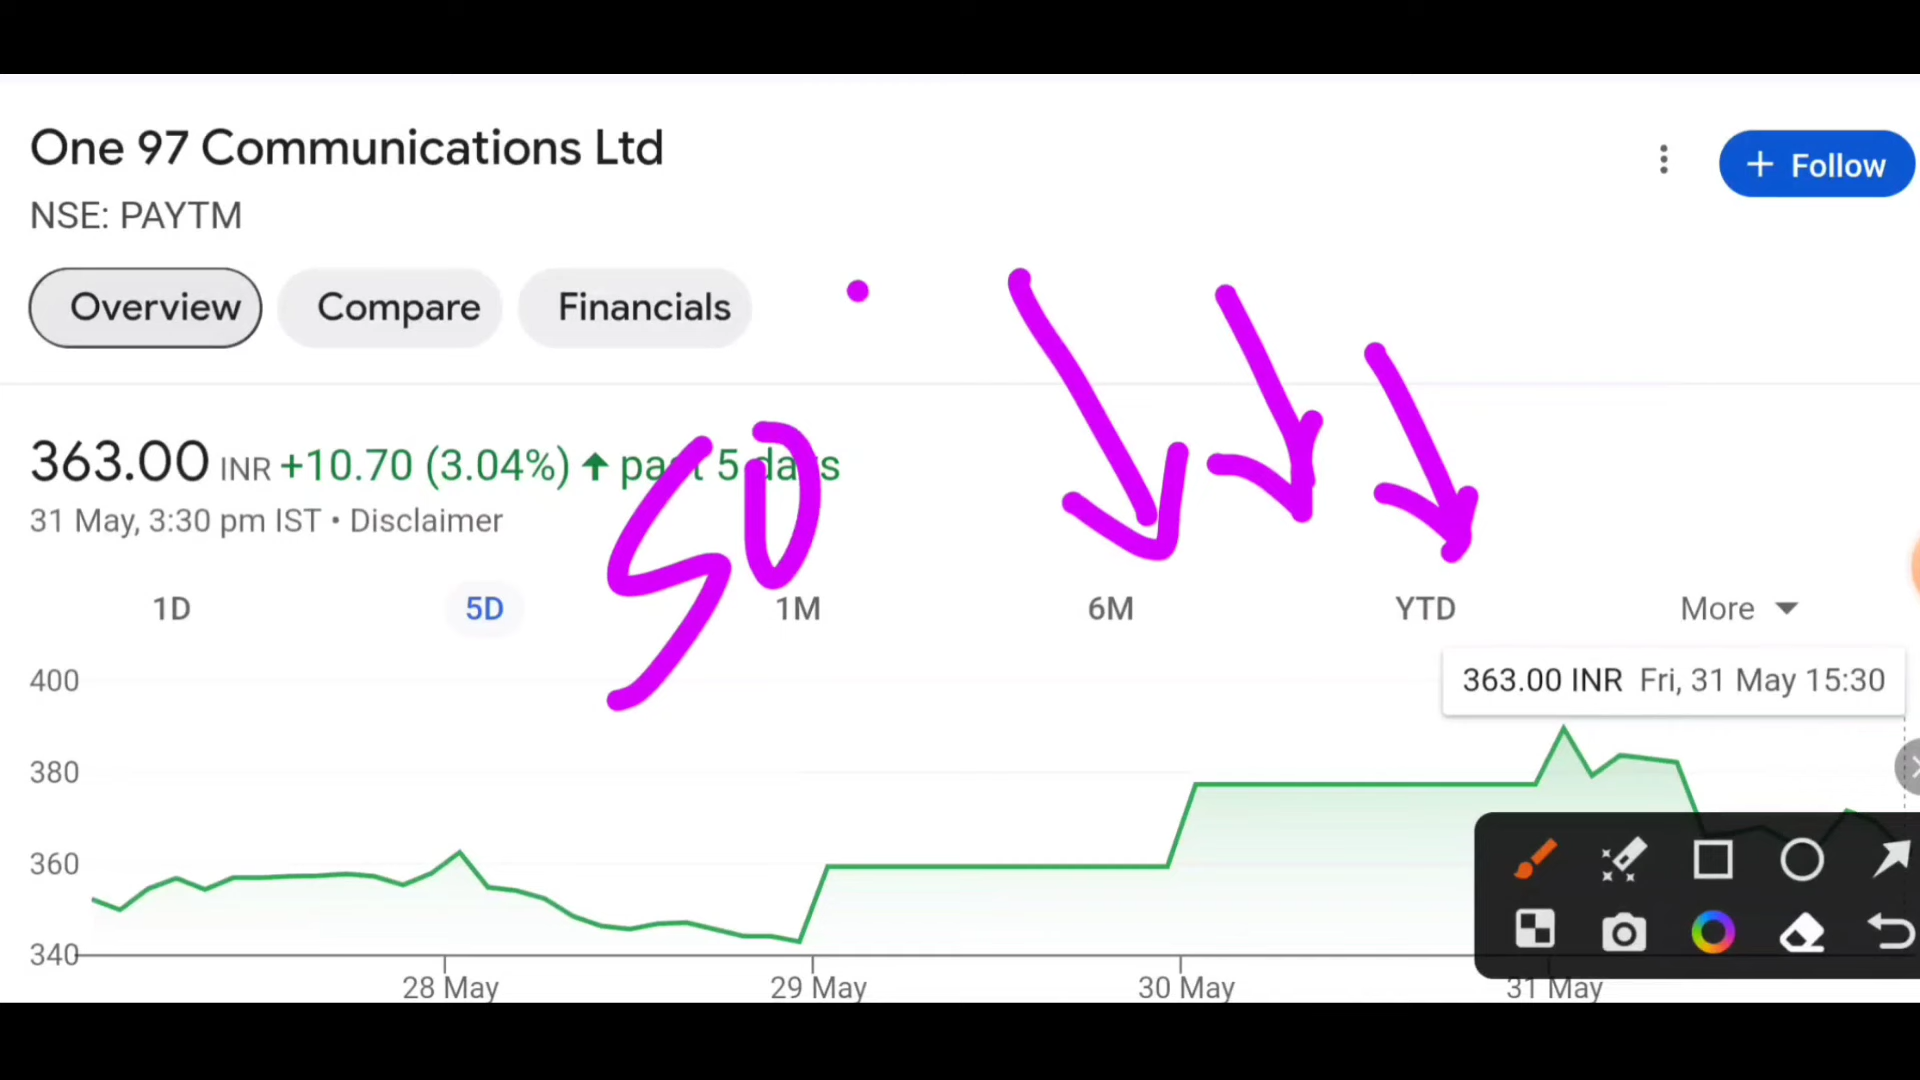 One 97 Communications Ltd
+ Follow
NSE: PAYTM
Overview Compare Financials
363.00 INR +10.70 (3.04%) ↑ past 5 days
31 May, 3:30 pm IST • Disclaimer
50
1D 5D 1M 6M YTD More
363.00 INR Fri, 31 May 15:30
400
380
360
340
28 May 29 May 30 May 31 May